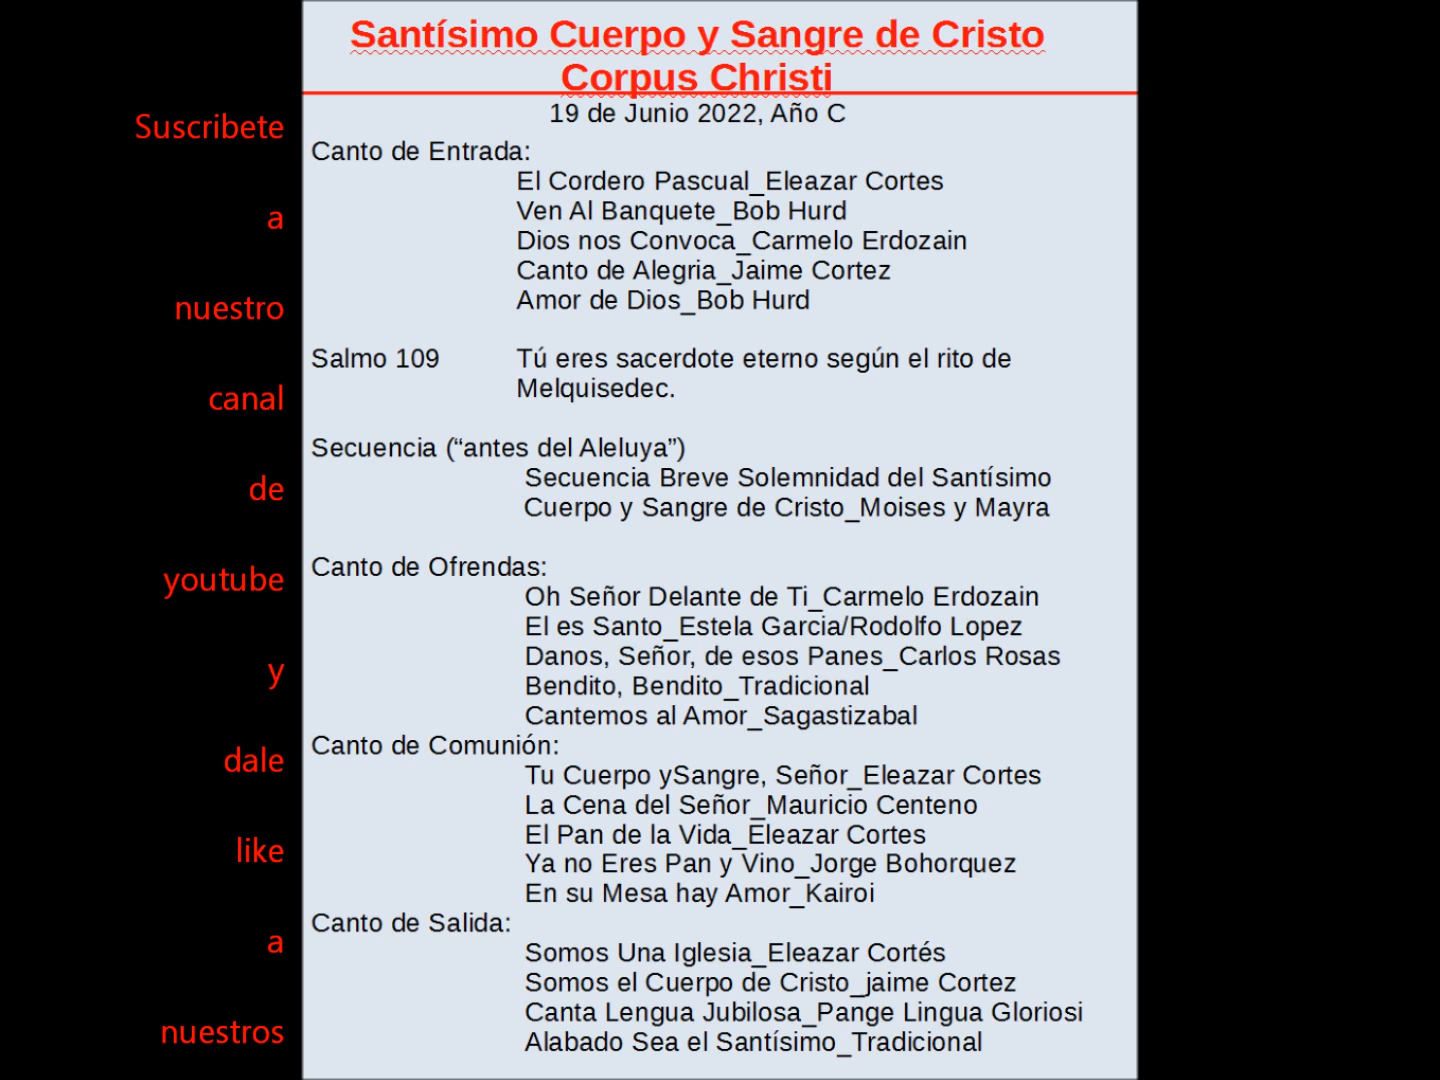 Santísimo Cuerpo y Sangre de Cristo
Corpus Christi
19 de Junio 2022, Año C
Canto de Entrada:
El Cordero Pascual_Eleazar Cortes
Ven Al Banquete_Bob Hurd
Dios nos Convoca_Carmelo Erdozain
Canto de Alegria_Jaime Cortez
Amor de Dios_Bob Hurd
Salmo 109 Tú eres sacerdote eterno según el rito de
Melquisedec.
Secuencia (“antes del Aleluya”)
Secuencia Breve Solemnidad del Santísimo
Cuerpo y Sangre de Cristo_Moises y Mayra
Canto de Ofrendas:
Oh Señor Delante de Ti_Carmelo Erdozain
El es Santo_Estela Garcia/Rodolfo Lopez
Danos, Señor, de esos Panes_Carlos Rosas
Bendito, Bendito_Tradicional
Cantemos al Amor_Sagastizabal
Canto de Comunión:
Tu Cuerpo ySangre, Señor_Eleazar Cortes
La Cena del Señor_Mauricio Centeno
El Pan de la Vida_Eleazar Cortes
Ya no Eres Pan y Vino_Jorge Bohorquez
En su Mesa hay Amor_Kairoi
Canto de Salida:
Somos Una Iglesia_Eleazar Cortés
Somos el Cuerpo de Cristo_jaime Cortez
Canta Lengua Jubilosa_Pange Lingua Gloriosi
Alabado Sea el Santísimo_Tradicional
Suscribete
a
nuestro
canal
de
youtube
y
dale
like
a
nuestros